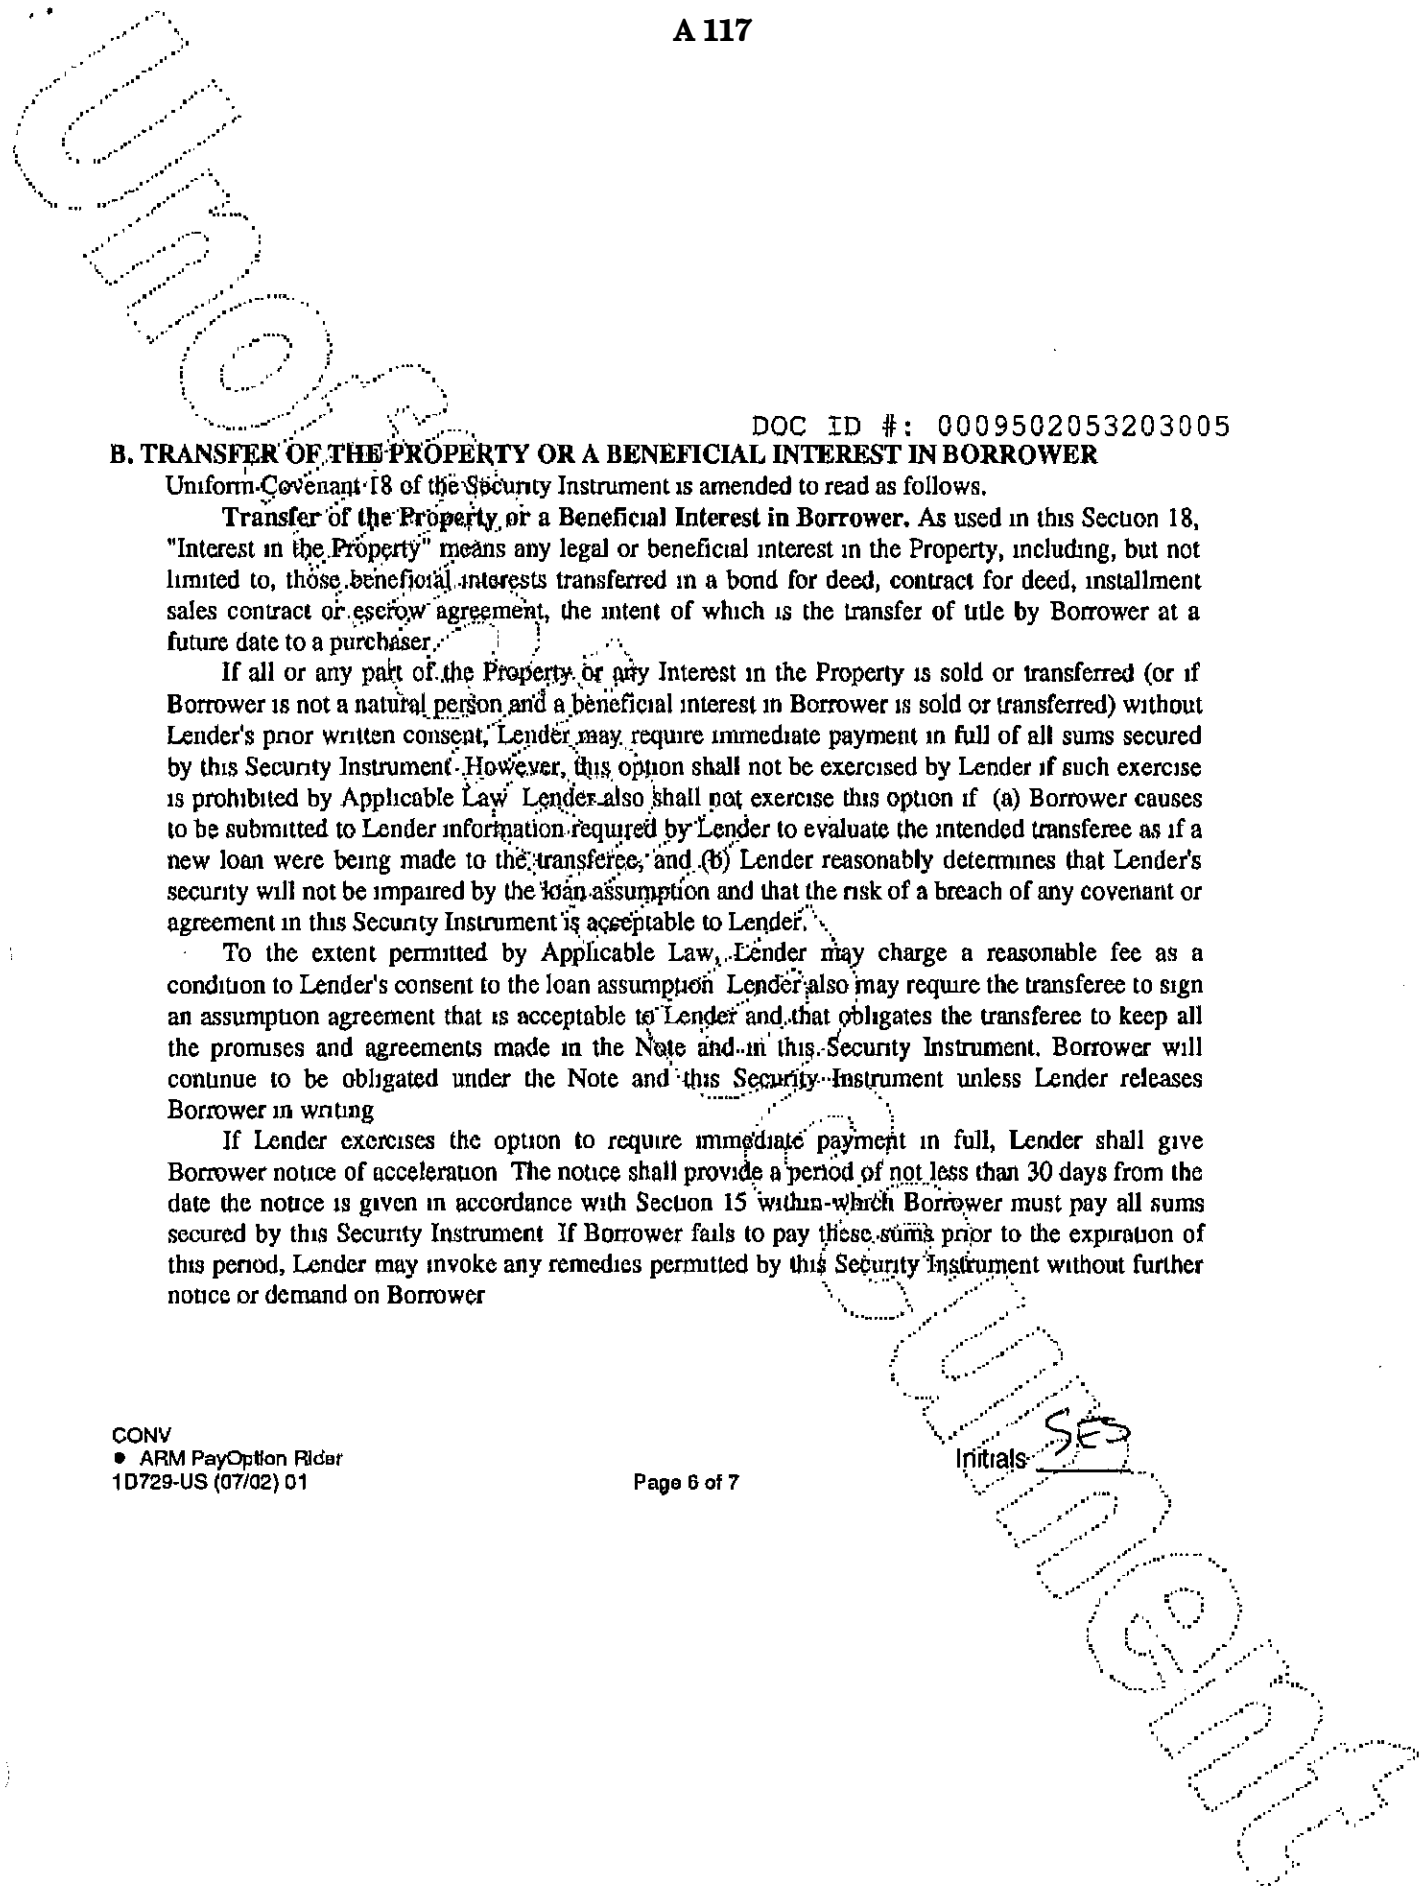 A 117
DOC ID #: 0009502053203005
B. TRANSFER OF THE PROPERTY OR A BENEFICIAL INTEREST IN BORROWER
Uniform Covenant 18 of the Security Instrument is amended to read as follows.
Transfer of the Property or a Beneficial Interest in Borrower. As used in this Section 18,
"Interest in the Property" means any legal or beneficial interest in the Property, including, but not
limited to, those beneficial interests transferred in a bond for deed, contract for deed, installment
sales contract or escrow agreement, the intent of which is the transfer of title by Borrower at a
future date to a purchaser.
If all or any part of the Property or any Interest in the Property is sold or transferred (or if
Borrower is not a natural person and a beneficial interest in Borrower is sold or transferred) without
Lender's prior written consent, Lender may require immediate payment in full of all sums secured
by this Security Instrument. However, this option shall not be exercised by Lender if such exercise
is prohibited by Applicable Law Lender also shall not exercise this option if (a) Borrower causes
to be submitted to Lender information required by Lender to evaluate the intended transferee as if a
new loan were being made to the transferee, and (b) Lender reasonably determines that Lender's
security will not be impaired by the loan assumption and that the risk of a breach of any covenant or
agreement in this Security Instrument is acceptable to Lender.
To the extent permitted by Applicable Law, Lender may charge a reasonable fee as a
condition to Lender's consent to the loan assumption Lender also may require the transferee to sign
an assumption agreement that is acceptable to Lender and that obligates the transferee to keep all
the promises and agreements made in the Note and in this Security Instrument. Borrower will
continue to be obligated under the Note and this Security Instrument unless Lender releases
Borrower in writing
If Lender exercises the option to require immediate payment in full, Lender shall give
Borrower notice of acceleration The notice shall provide a period of not less than 30 days from the
date the notice is given in accordance with Section 15 within which Borrower must pay all sums
secured by this Security Instrument If Borrower fails to pay these sums prior to the expiration of
this period, Lender may invoke any remedies permitted by this Security Instrument without further
notice or demand on Borrower
CONV
● ARM PayOption Rider
1D729-US (07/02) 01
Page 6 of 7
Initials SES
Unofficial Document